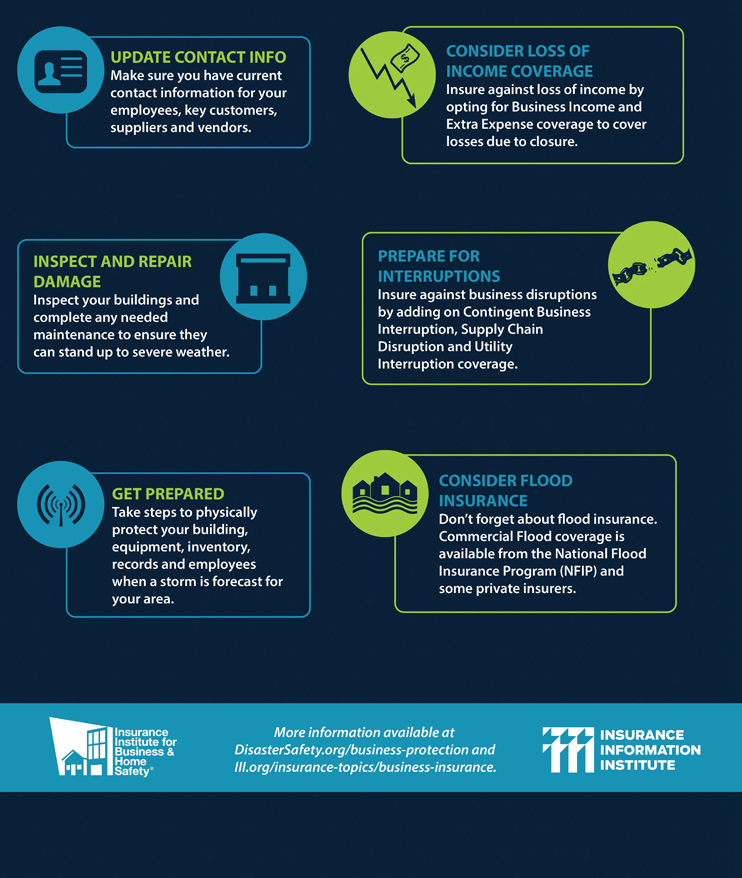 UPDATE CONTACT INFO
Make sure you have current
contact information for your
employees, key customers,
suppliers and vendors.
CONSIDER LOSS OF
INCOME COVERAGE
Insure against loss of income by
opting for Business Income and
Extra Expense coverage to cover
losses due to closure.
INSPECT AND REPAIR
DAMAGE
Inspect your buildings and
complete any needed
maintenance to ensure they
can stand up to severe weather.
PREPARE FOR
INTERRUPTIONS
Insure against business disruptions
by adding on Contingent Business
Interruption, Supply Chain
Disruption and Utility
Interruption coverage.
GET PREPARED
Take steps to physically
protect your building,
equipment, inventory,
records and employees
when a storm is forecast for
your area.
CONSIDER FLOOD
INSURANCE
Don’t forget about flood insurance.
Commercial Flood coverage is
available from the National Flood
Insurance Program (NFIP) and
some private insurers.
Insurance
Institute for
Business &
Home
Safety®
More information available at
DisasterSafety.org/business-protection and
III.org/insurance-topics/business-insurance.
INSURANCE
INFORMATION
INSTITUTE